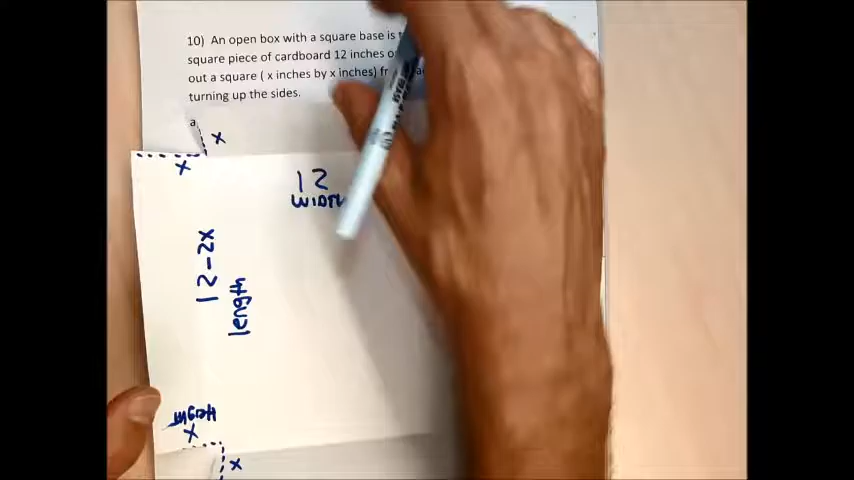 10) An open box with a square base is
square piece of cardboard 12 inches
out a square ( x inches by x inches)
turning up the sides.
a
x
x
12
WIDTH
12-2x
length
Height
x
x